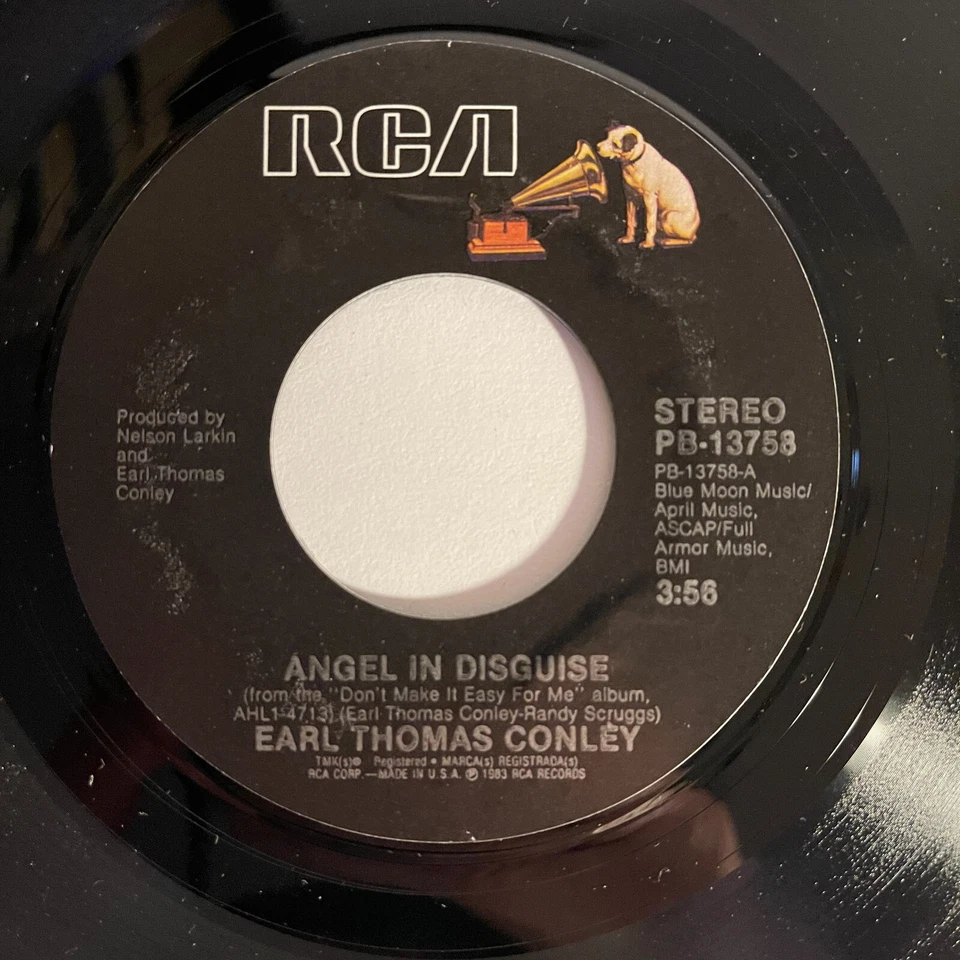 RCA
Produced by
Nelson Larkin
and
Earl Thomas
Conley
STEREO
PB-13758
PB-13758-A
Blue Moon Music/
April Music,
ASCAP/Full
Armor Music,
BMI
3:56
ANGEL IN DISGUISE
(from the "Don't Make It Easy For Me" album,
AHL1-4713) (Earl Thomas Conley-Randy Scruggs)
EARL THOMAS CONLEY
TMK(s)® Registered • MARCA(s) REGISTRADA(s)
RCA CORP.—MADE IN U.S.A. ℗ 1983 RCA RECORDS